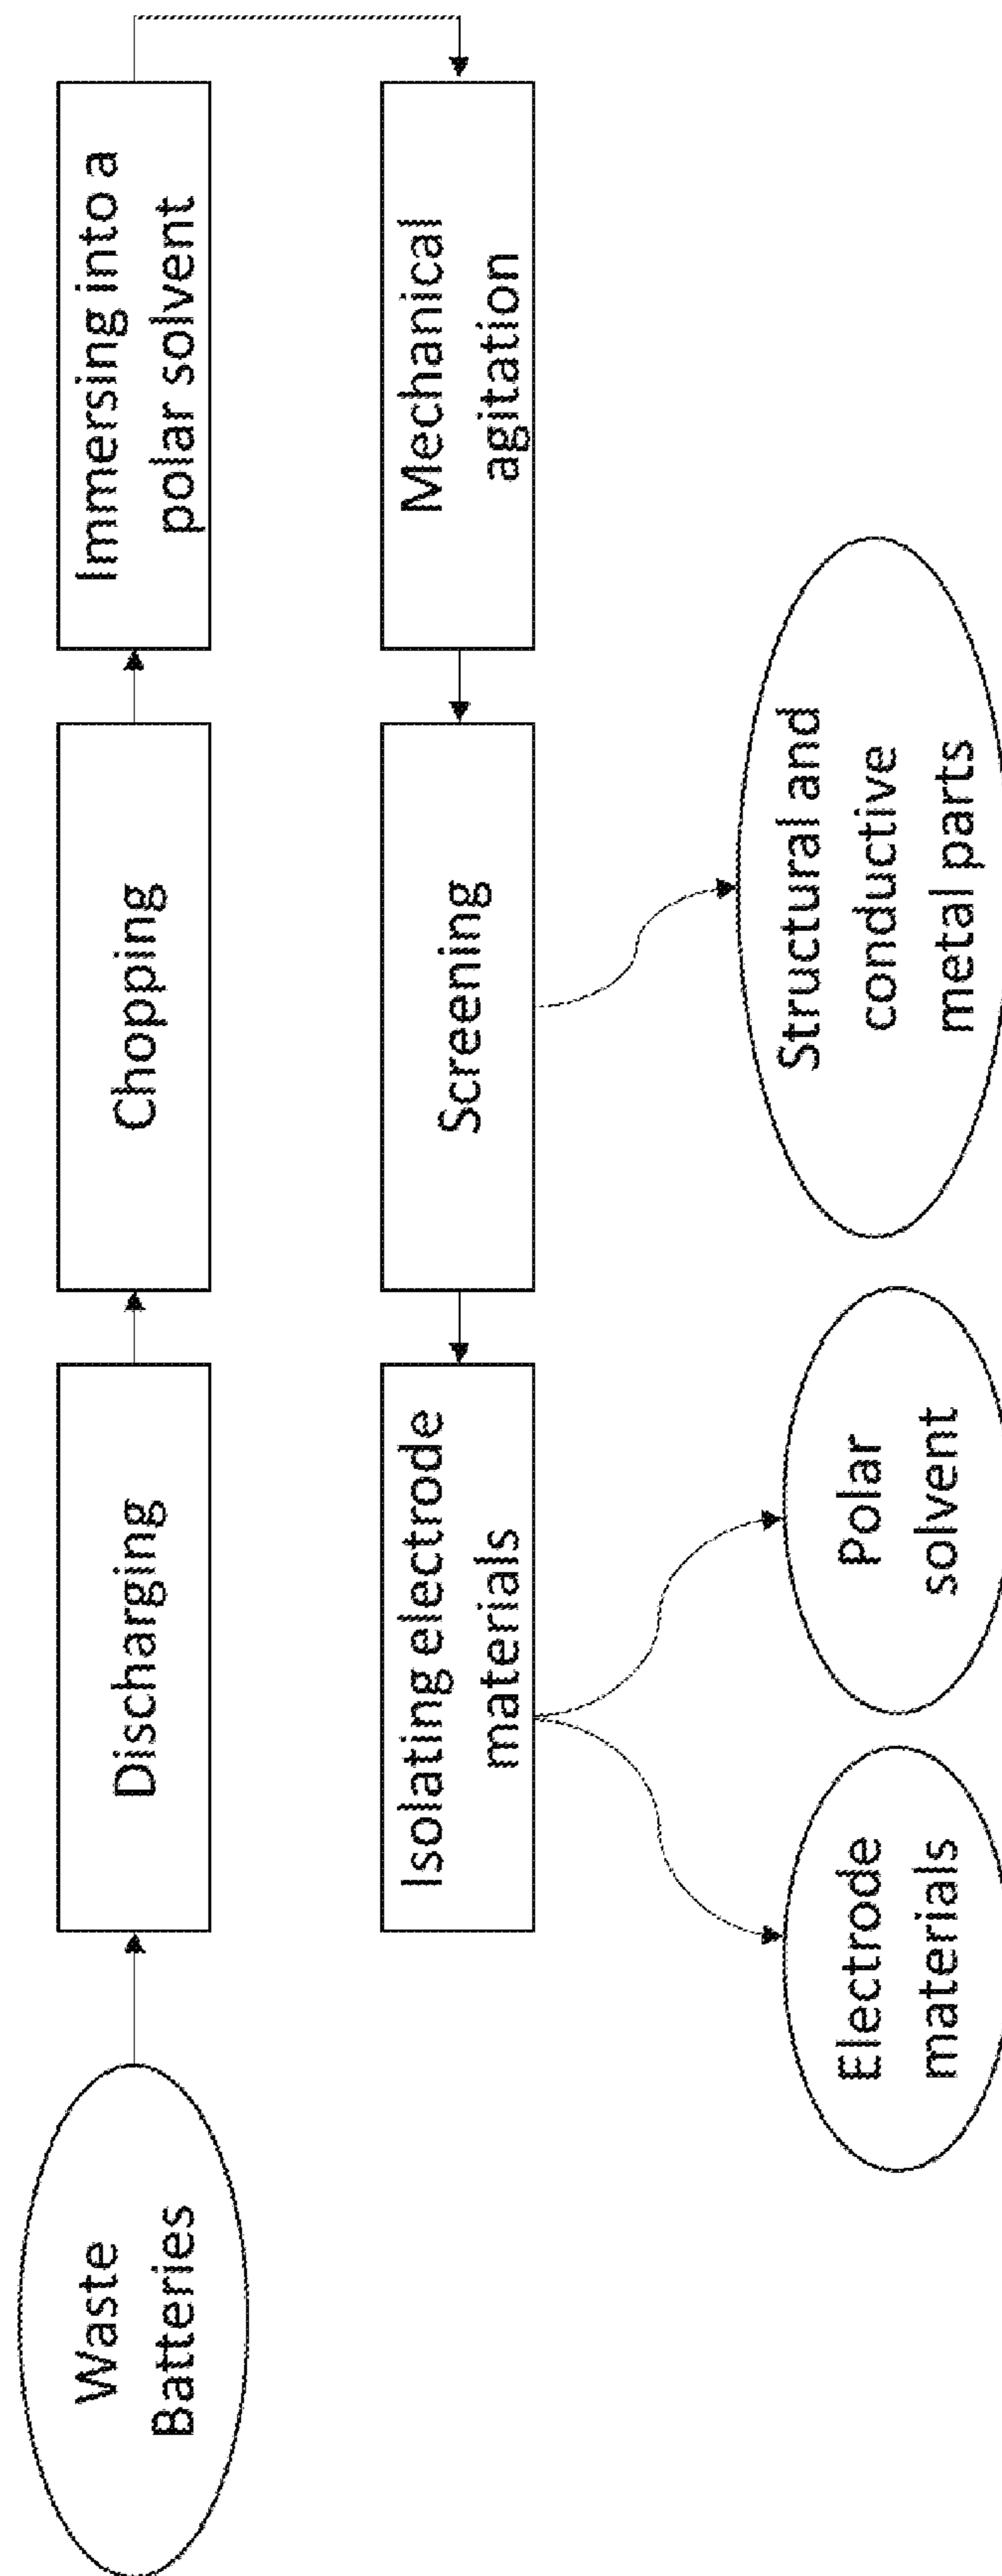 Waste
Batteries
Discharging
Chopping
Immersing into a
polar solvent
Mechanical
agitation
Screening
Isolating electrode
materials
Electrode
materials
Polar
solvent
Structural and
conductive
metal parts